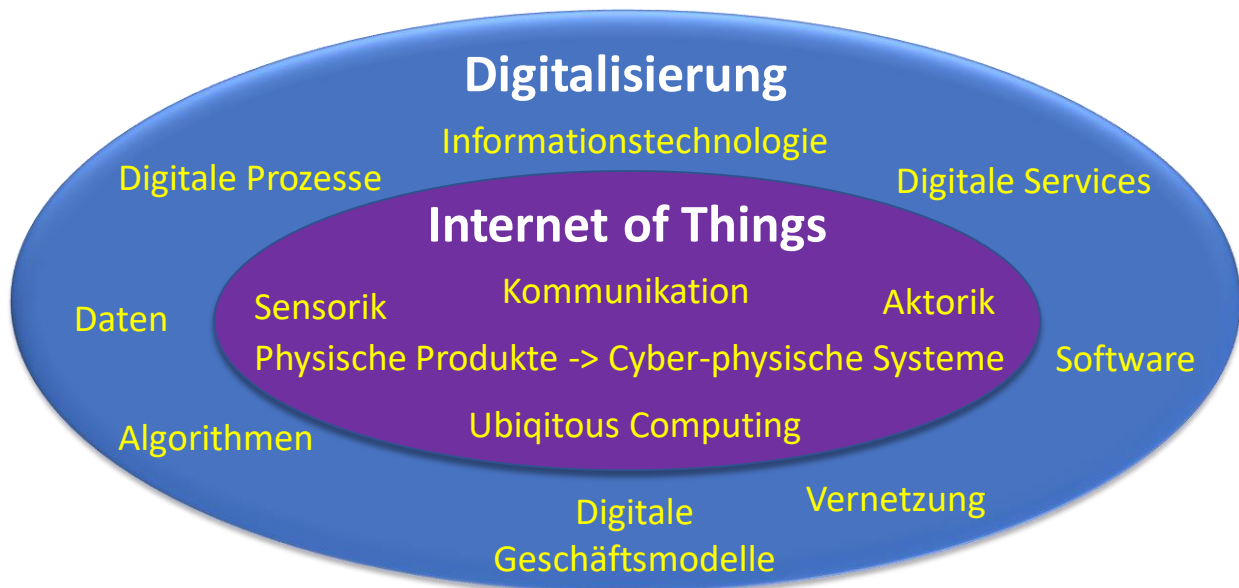 Digitalisierung
Informationstechnologie
Digitale Prozesse
Digitale Services
Internet of Things
Kommunikation
Sensorik
Aktorik
Daten
Physische Produkte -> Cyber-physische Systeme
Software
Ubiqitous Computing
Algorithmen
Vernetzung
Digitale
Geschäftsmodelle